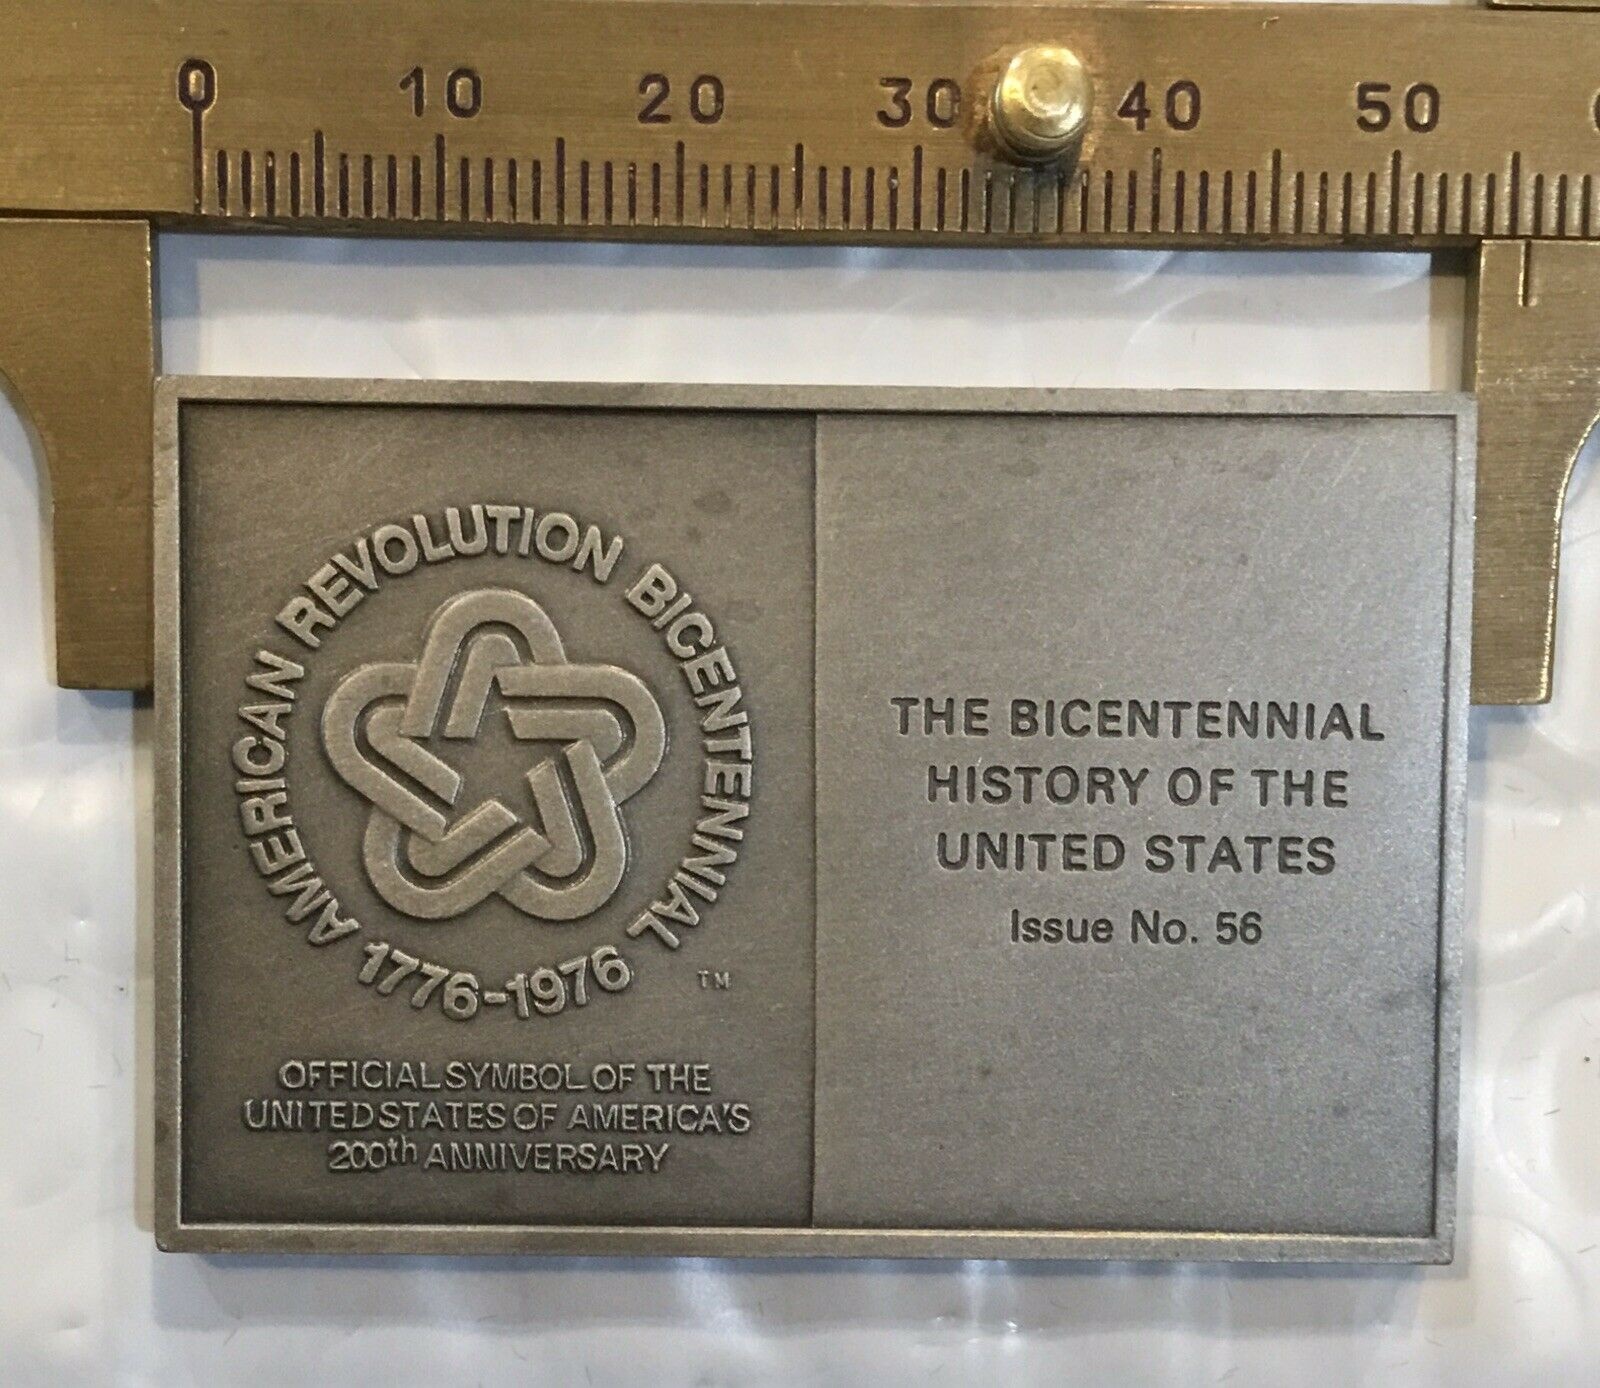 0 10 20 30 40 50
AMERICAN REVOLUTION BICENTENNIAL
1776-1976
TM
OFFICIAL SYMBOL OF THE
UNITED STATES OF AMERICA'S
200th ANNIVERSARY
THE BICENTENNIAL
HISTORY OF THE
UNITED STATES
Issue No. 56